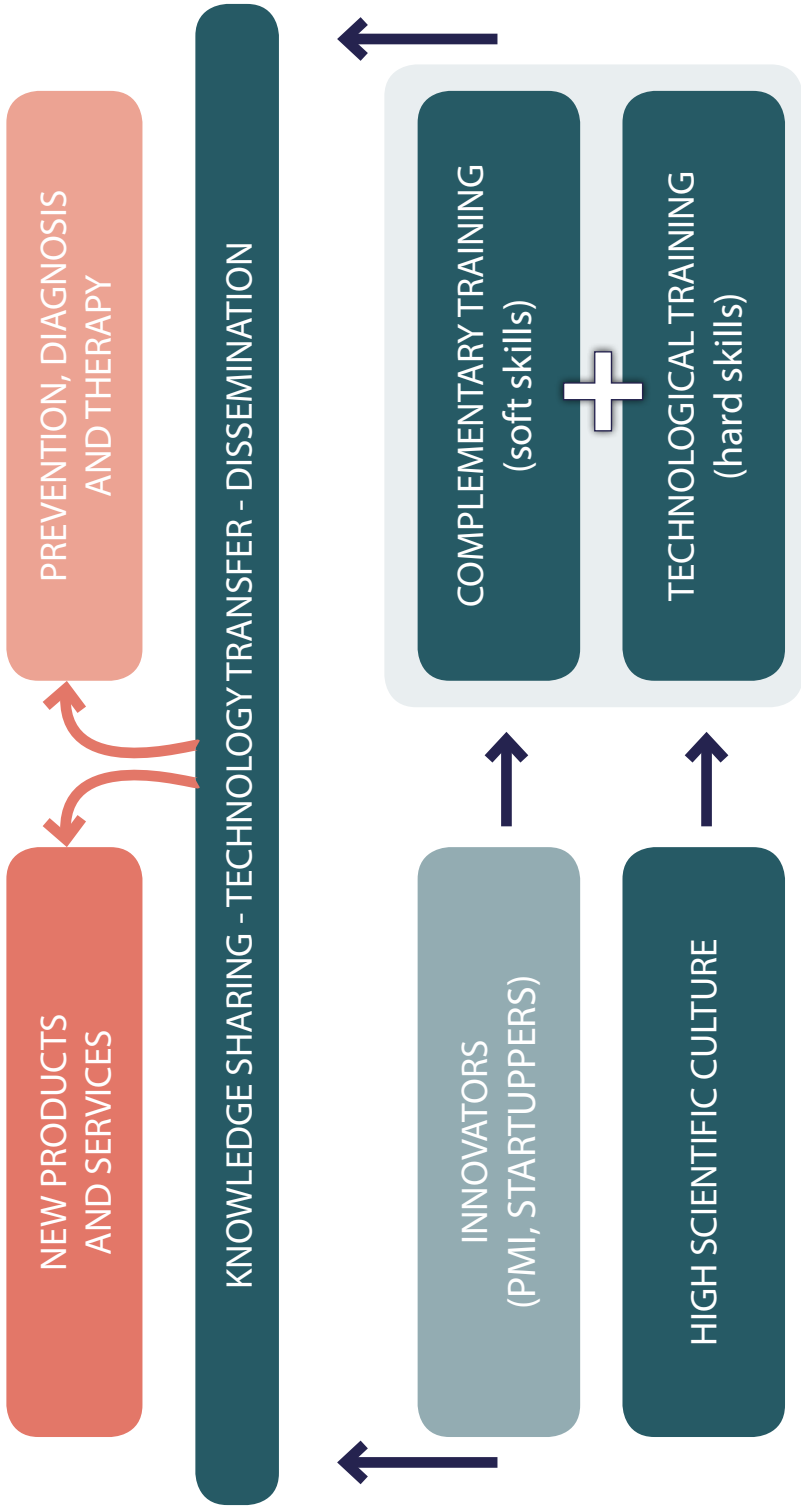 NEW PRODUCTS
AND SERVICES
PREVENTION, DIAGNOSIS
AND THERAPY
KNOWLEDGE SHARING - TECHNOLOGY TRANSFER - DISSEMINATION
INNOVATORS
(PMI, STARTUPPERS)
COMPLEMENTARY TRAINING
(soft skills)
HIGH SCIENTIFIC CULTURE
TECHNOLOGICAL TRAINING
(hard skills)